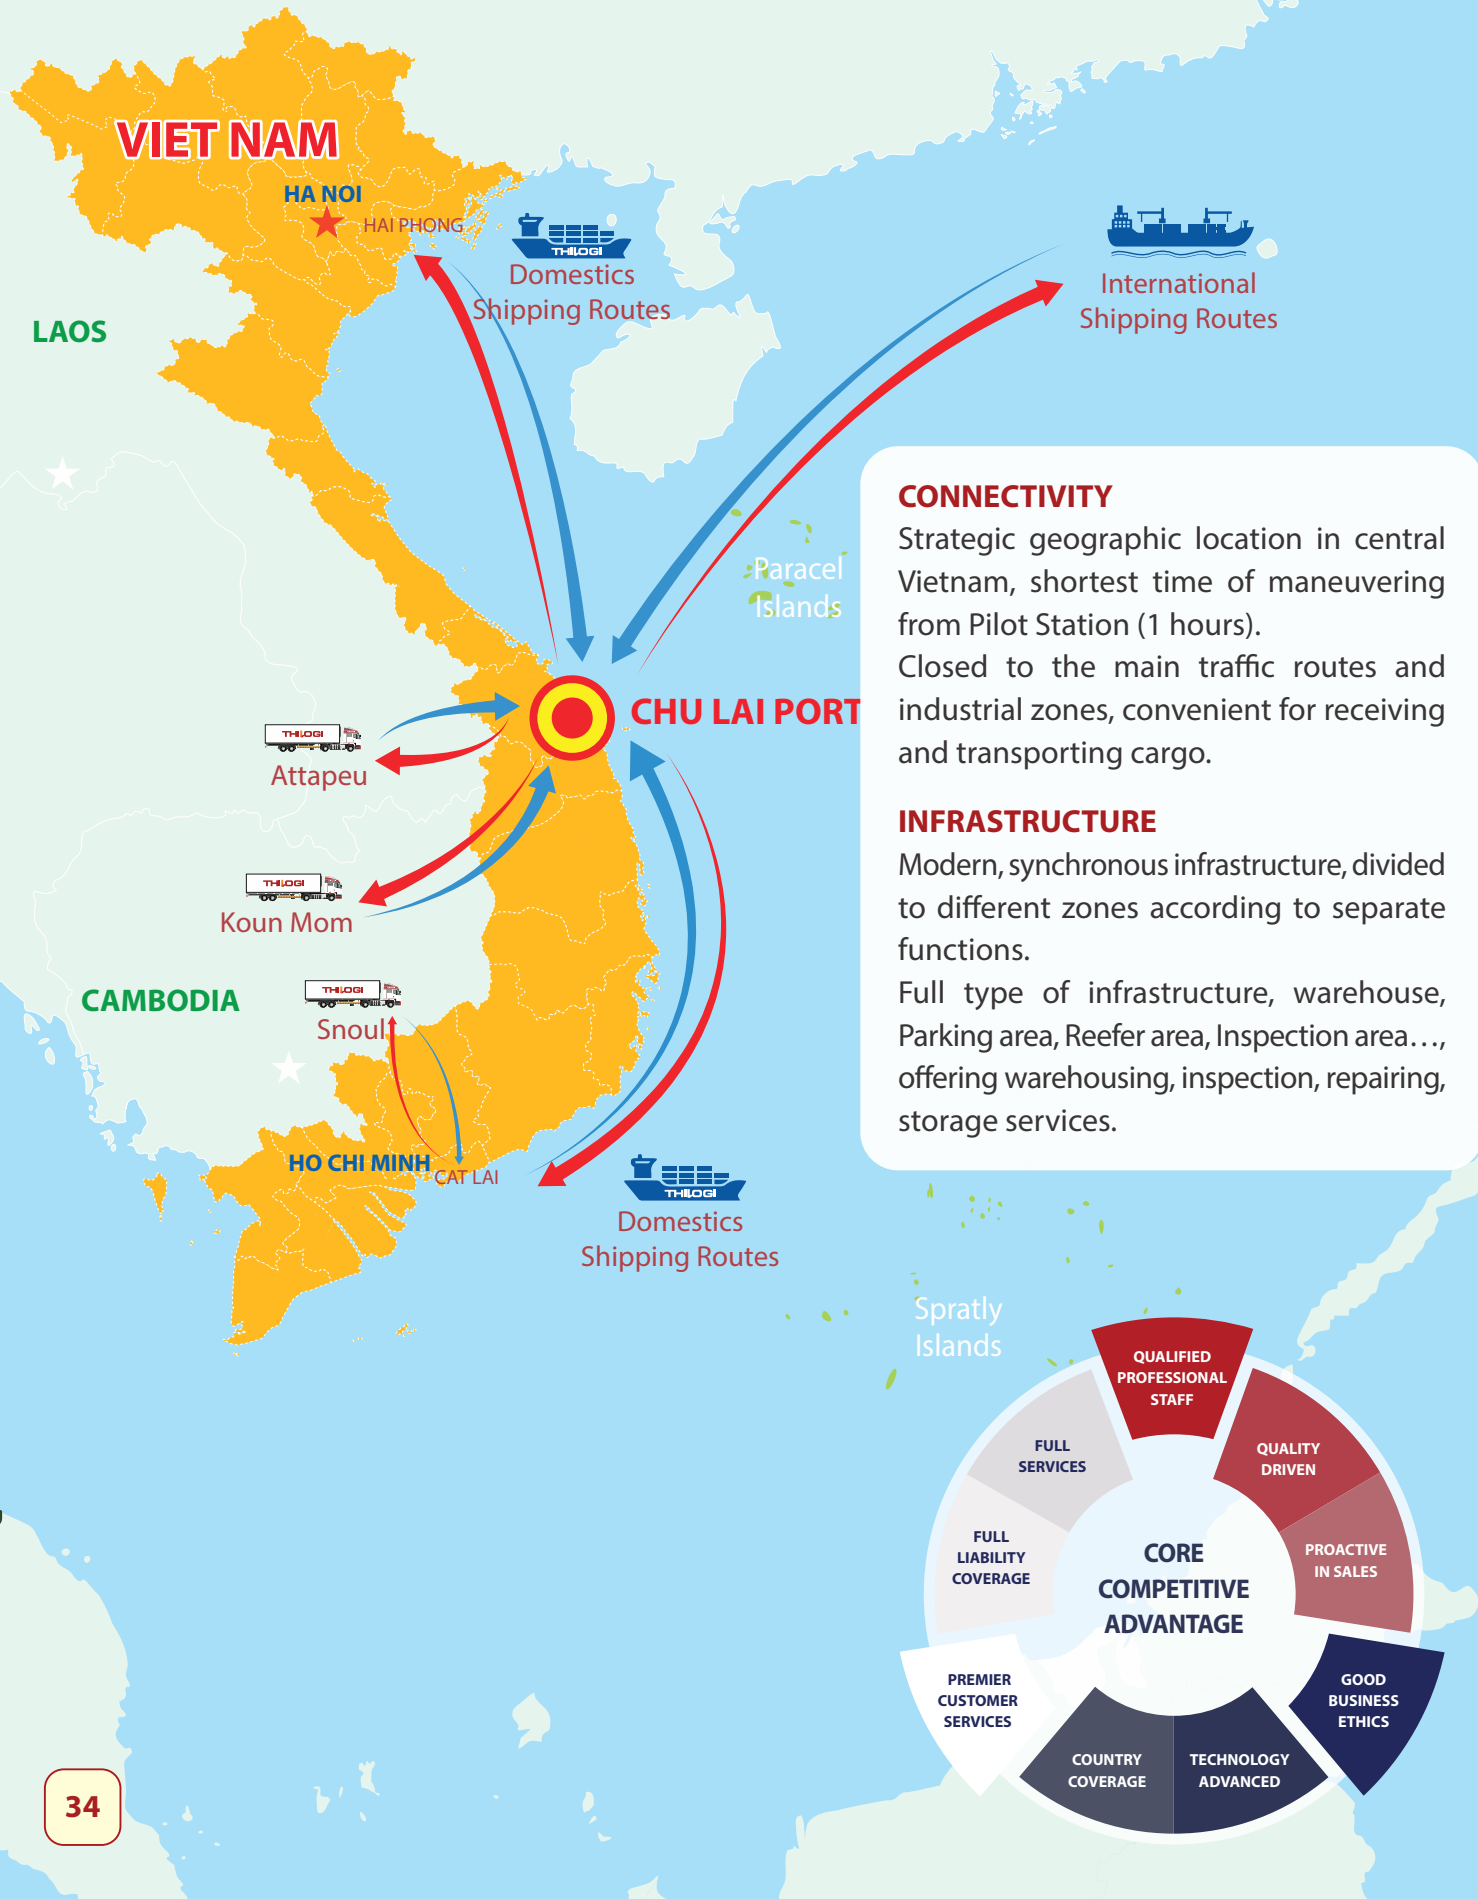 VIET NAM
HA NOI
HAI PHONG
THILOGI
Domestics
Shipping Routes
International
Shipping Routes
LAOS
CONNECTIVITY
Strategic geographic location in central
Vietnam, shortest time of maneuvering
from Pilot Station (1 hours).
Closed to the main traffic routes and
industrial zones, convenient for receiving
and transporting cargo.
INFRASTRUCTURE
Modern, synchronous infrastructure, divided
to different zones according to separate
functions.
Full type of infrastructure, warehouse,
Parking area, Reefer area, Inspection area…,
offering warehousing, inspection, repairing,
storage services.
Paracel
Islands
CHU LAI PORT
THILOGI
Attapeu
THILOGI
Koun Mom
CAMBODIA
THILOGI
Snoul
HO CHI MINH
CAT LAI
THILOGI
Domestics
Shipping Routes
Spratly
Islands
QUALIFIED
PROFESSIONAL
STAFF
QUALITY
DRIVEN
PROACTIVE
IN SALES
GOOD
BUSINESS
ETHICS
TECHNOLOGY
ADVANCED
COUNTRY
COVERAGE
PREMIER
CUSTOMER
SERVICES
FULL
LIABILITY
COVERAGE
FULL
SERVICES
CORE
COMPETITIVE
ADVANTAGE
34